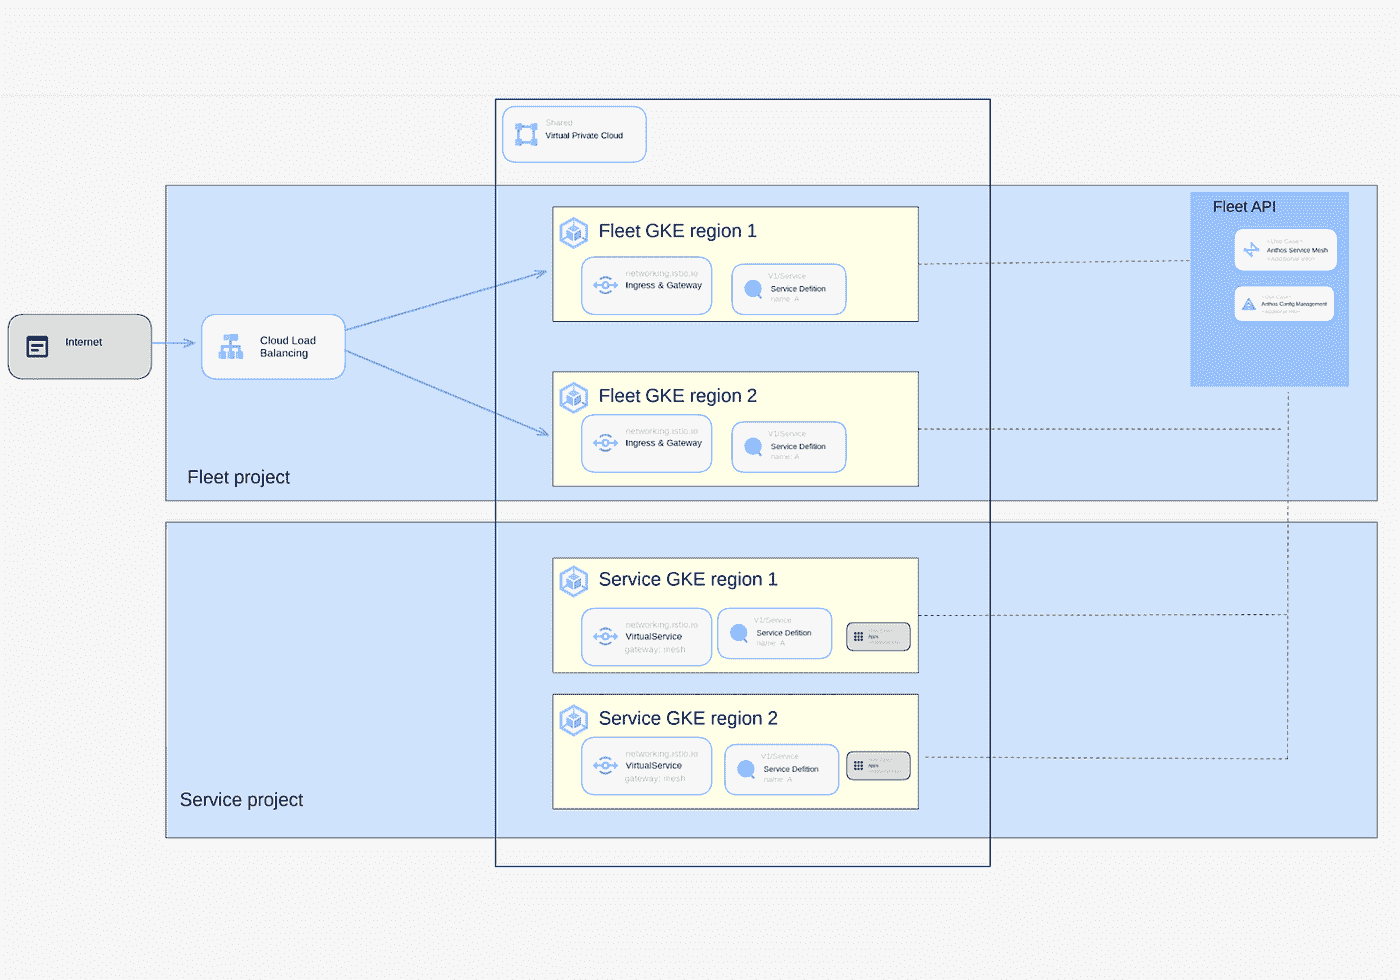 Shared
Virtual Private Cloud
Fleet API
<User Case>
Anthos Service Mesh
<Additional Info>
Anthos Config Management
Fleet GKE region 1
networking.istio.io
Ingress & Gateway
V1/Service
Service Defition
name: A
Internet
Cloud Load
Balancing
Fleet GKE region 2
networking.istio.io
Ingress & Gateway
V1/Service
Service Defition
name: A
Fleet project
Service GKE region 1
networking.istio.io
VirtualService
gateway: mesh
V1/Service
Service Defition
name: A
Service GKE region 2
networking.istio.io
VirtualService
gateway: mesh
V1/Service
Service Defition
name: A
Service project